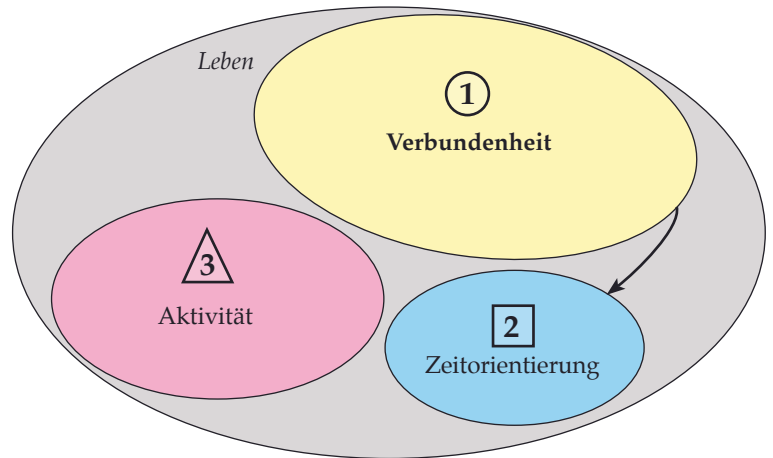 Leben
1
Verbundenheit
3
Aktivität
2
Zeitorientierung